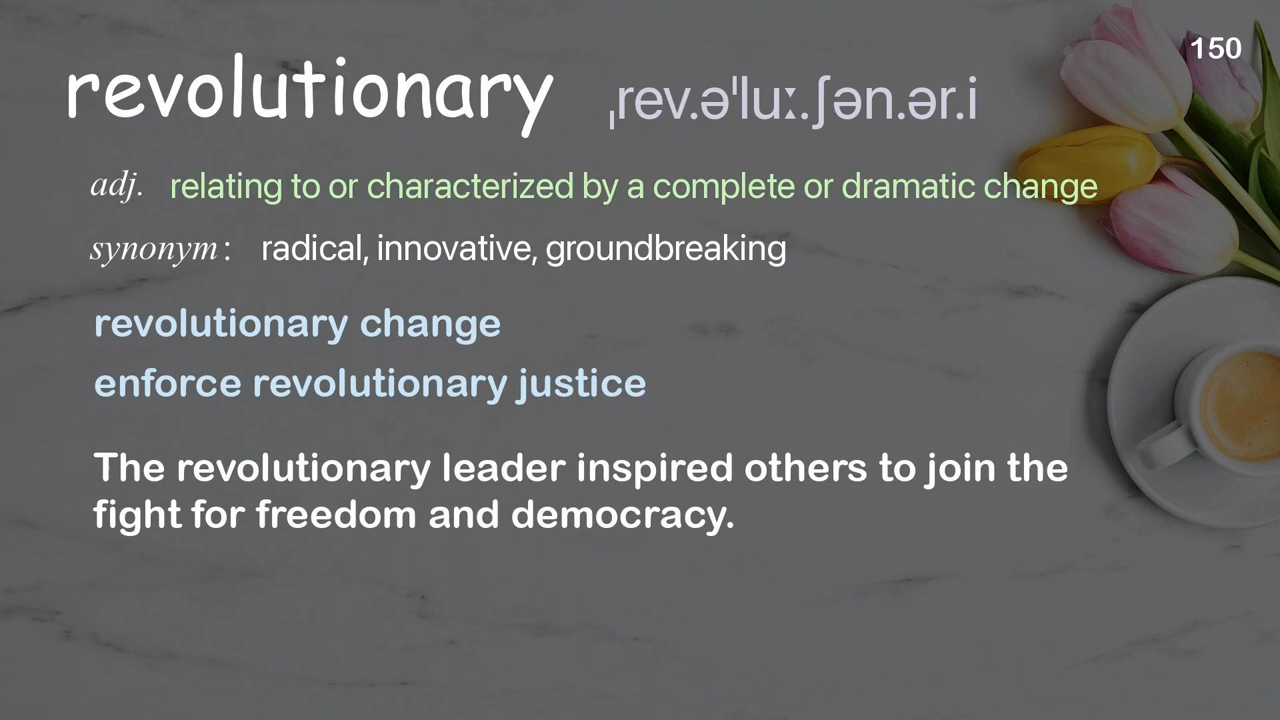 150
revolutionary ˌrev.əˈluː.ʃən.ər.i
adj. relating to or characterized by a complete or dramatic change
synonym : radical, innovative, groundbreaking
revolutionary change
enforce revolutionary justice
The revolutionary leader inspired others to join the
fight for freedom and democracy.